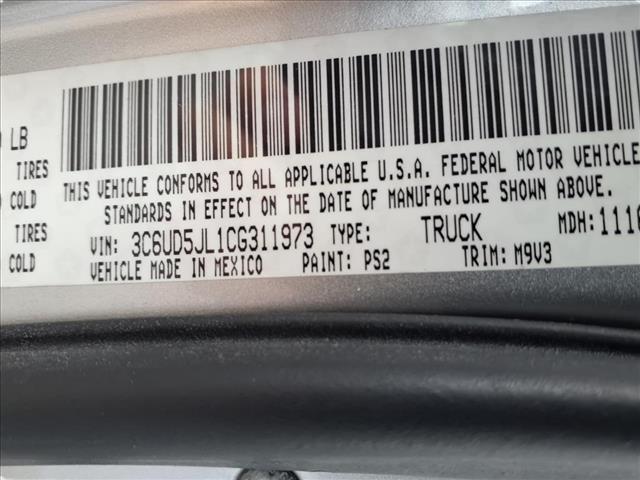 LB
TIRES
COLD
TIRES
COLD
THIS VEHICLE CONFORMS TO ALL APPLICABLE U.S.A. FEDERAL MOTOR VEHICLE
STANDARDS IN EFFECT ON THE DATE OF MANUFACTURE SHOWN ABOVE.
VIN: 3C6UD5JL1CG311973 TYPE: TRUCK MDH:1116
VEHICLE MADE IN MEXICO PAINT: PS2 TRIM: M9V3